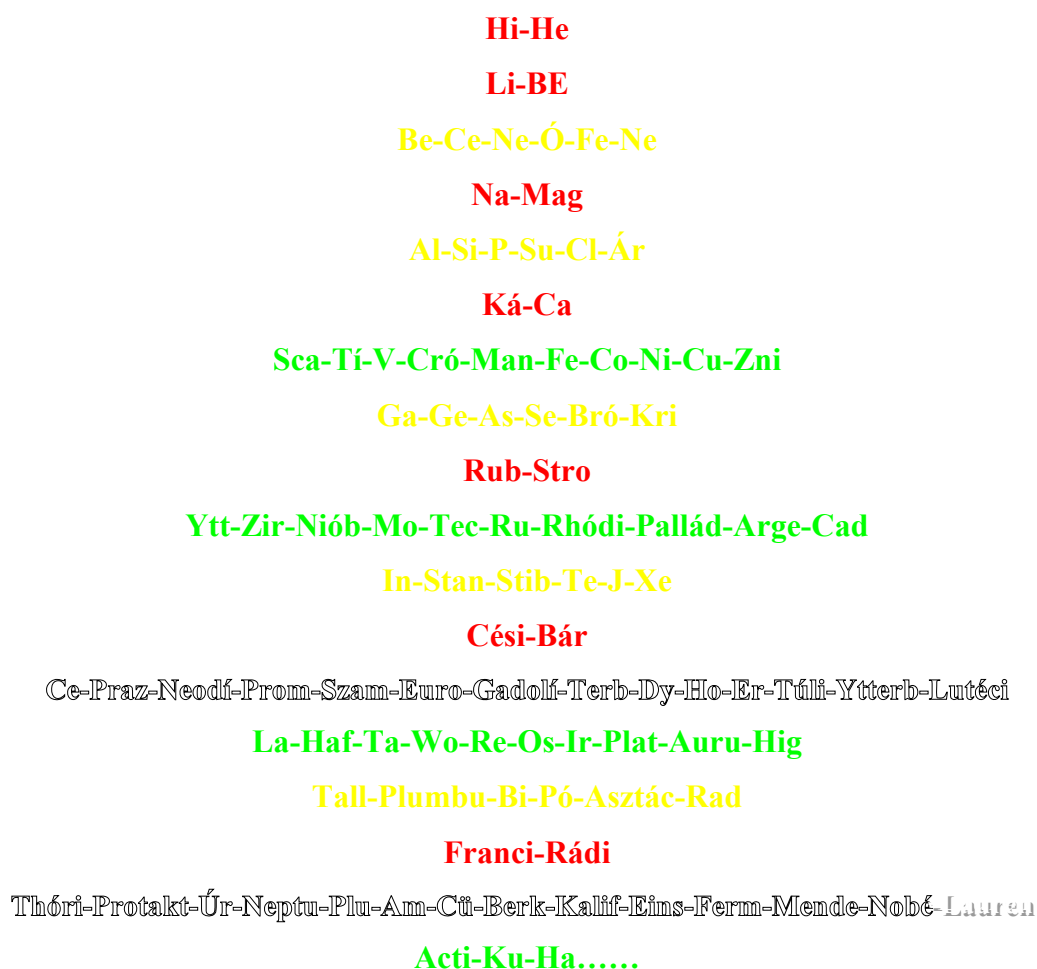 Hi-He
Li-BE
Be-Ce-Ne-Ó-Fe-Ne
Na-Mag
Al-Si-P-Su-Cl-Ár
Ká-Ca
Sca-Tí-V-Cró-Man-Fe-Co-Ni-Cu-Zni
Ga-Ge-As-Se-Bró-Kri
Rub-Stro
Ytt-Zir-Niób-Mo-Tec-Ru-Rhódi-Pallád-Arge-Cad
In-Stan-Stib-Te-J-Xe
Cési-Bár
Ce-Praz-Neodí-Prom-Szam-Euro-Gadolí-Terb-Dy-Ho-Er-Túli-Ytterb-Lutéci
La-Haf-Ta-Wo-Re-Os-Ir-Plat-Auru-Hig
Tall-Plumbu-Bi-Pó-Asztác-Rad
Franci-Rádi
Thóri-Protakt-Úr-Neptu-Plu-Am-Cü-Berk-Kalif-Eins-Ferm-Mende-Nobé-Lauren
Acti-Ku-Ha……